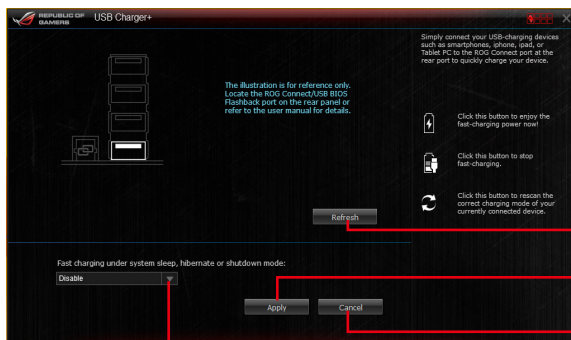 REPUBLIC OF
GAMERS
USB Charger+
Simply connect your USB-charging devices
such as smartphones, iphone, ipad, or
Tablet PC to the ROG Connect port at the
rear port to quickly charge your device.
The illustration is for reference only.
Locate the ROG Connect/USB BIOS
Flashback port on the rear panel or
refer to the user manual for details.
Click this button to enjoy the
fast-charging power now!
Click this button to stop
fast-charging.
Click this button to rescan the
correct charging mode of your
currently connected device.
Refresh
Fast charging under system sleep, hibernate or shutdown mode:
Disable
Apply
Cancel